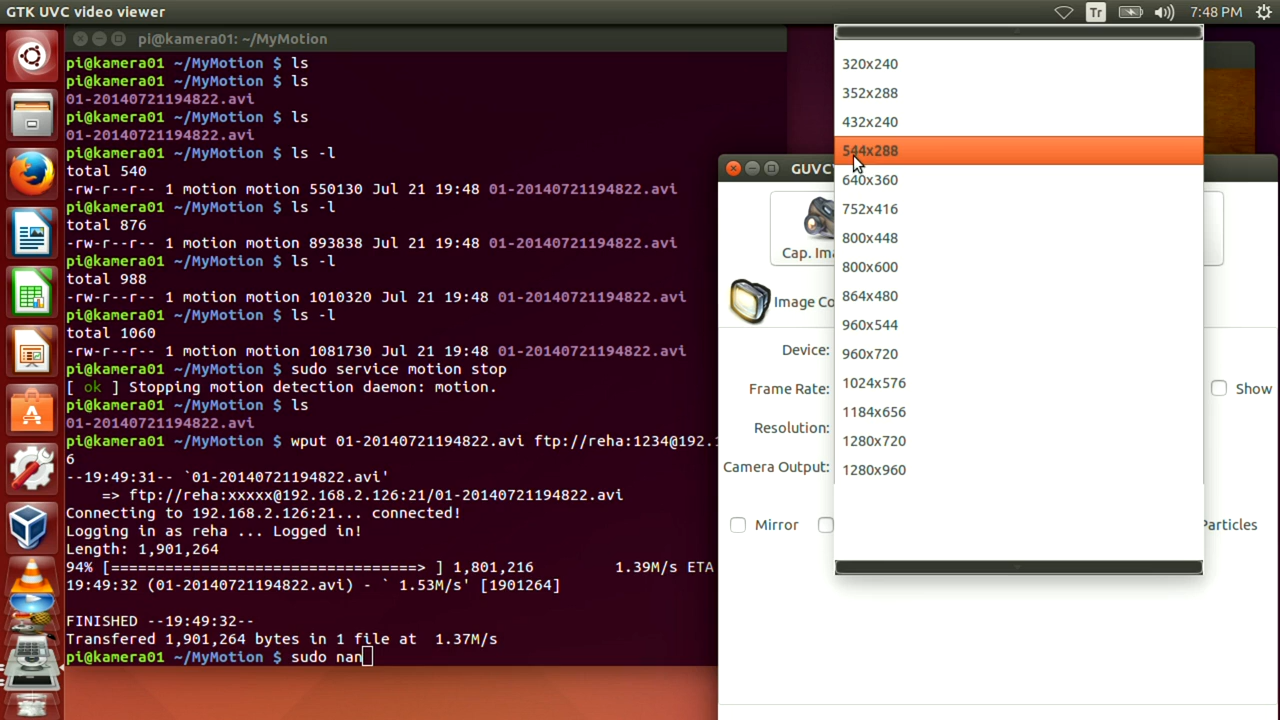 GTK UVC video viewer
Tr
7:48 PM
pi@kamera01: ~/MyMotion
pi@kamera01 ~/MyMotion $ ls
pi@kamera01 ~/MyMotion $ ls
01-20140721194822.avi
pi@kamera01 ~/MyMotion $ ls
01-20140721194822.avi
pi@kamera01 ~/MyMotion $ ls -l
total 540
-rw-r--r-- 1 motion motion 550130 Jul 21 19:48 01-20140721194822.avi
pi@kamera01 ~/MyMotion $ ls -l
total 876
-rw-r--r-- 1 motion motion 893838 Jul 21 19:48 01-20140721194822.avi
pi@kamera01 ~/MyMotion $ ls -l
total 988
-rw-r--r-- 1 motion motion 1010320 Jul 21 19:48 01-20140721194822.avi
pi@kamera01 ~/MyMotion $ ls -l
total 1060
-rw-r--r-- 1 motion motion 1081730 Jul 21 19:48 01-20140721194822.avi
pi@kamera01 ~/MyMotion $ sudo service motion stop
[ ok ] Stopping motion detection daemon: motion.
pi@kamera01 ~/MyMotion $ ls
01-20140721194822.avi
pi@kamera01 ~/MyMotion $ wput 01-20140721194822.avi ftp://reha:1234@192.1
6
--19:49:31-- `01-20140721194822.avi'
=> ftp://reha:xxxxx@192.168.2.126:21/01-20140721194822.avi
Connecting to 192.168.2.126:21... connected!
Logging in as reha ... Logged in!
Length: 1,901,264
94% [=================================> ] 1,801,216 1.39M/s ETA
19:49:32 (01-20140721194822.avi) - ` 1.53M/s' [1901264]
FINISHED --19:49:32--
Transfered 1,901,264 bytes in 1 file at 1.37M/s
pi@kamera01 ~/MyMotion $ sudo nan
GUVC
Cap. Ima
Image Co
Device:
Frame Rate:
Show
Resolution:
Camera Output:
Mirror
Particles
320x240
352x288
432x240
544x288
640x360
752x416
800x448
800x600
864x480
960x544
960x720
1024x576
1184x656
1280x720
1280x960